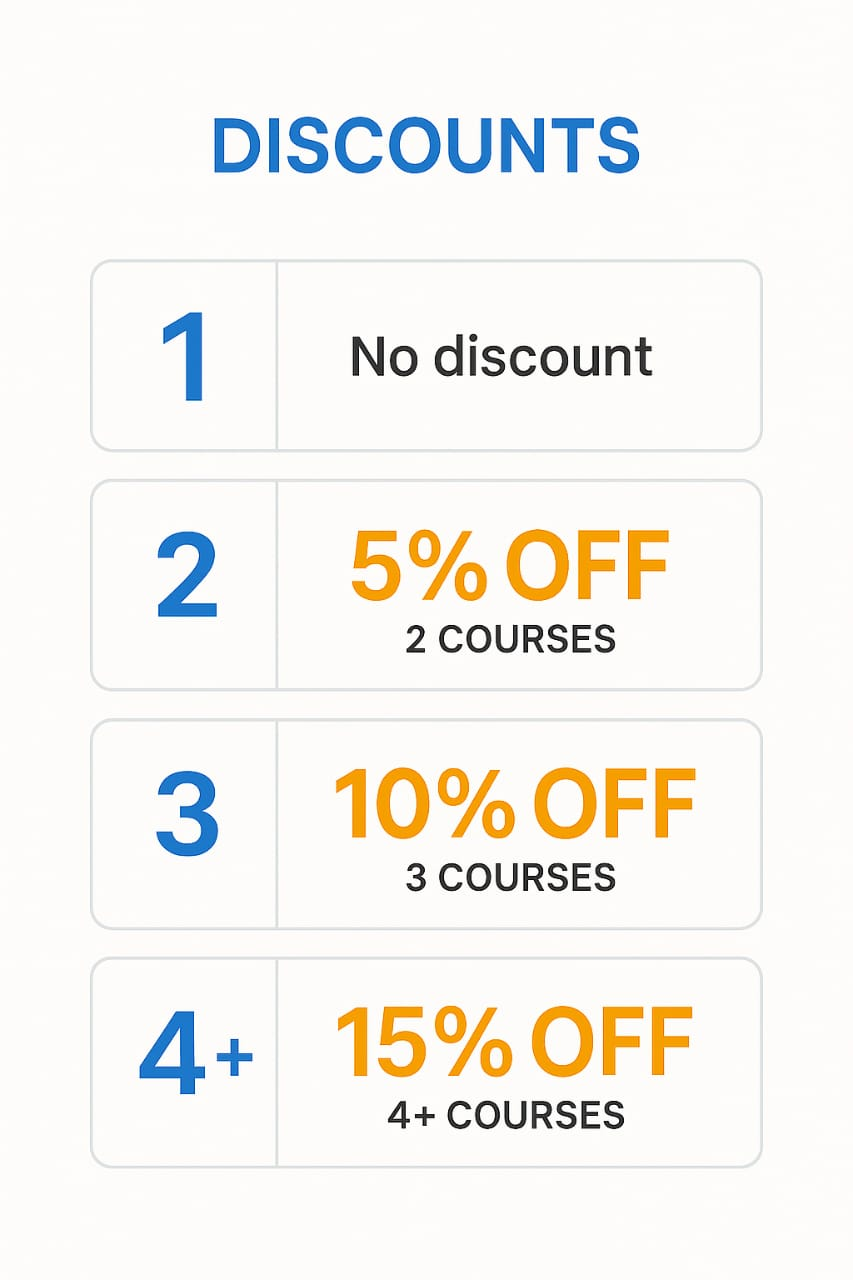 DISCOUNTS
1
No discount
2
5% OFF
2 COURSES
3
10% OFF
3 COURSES
4+
15% OFF
4+ COURSES